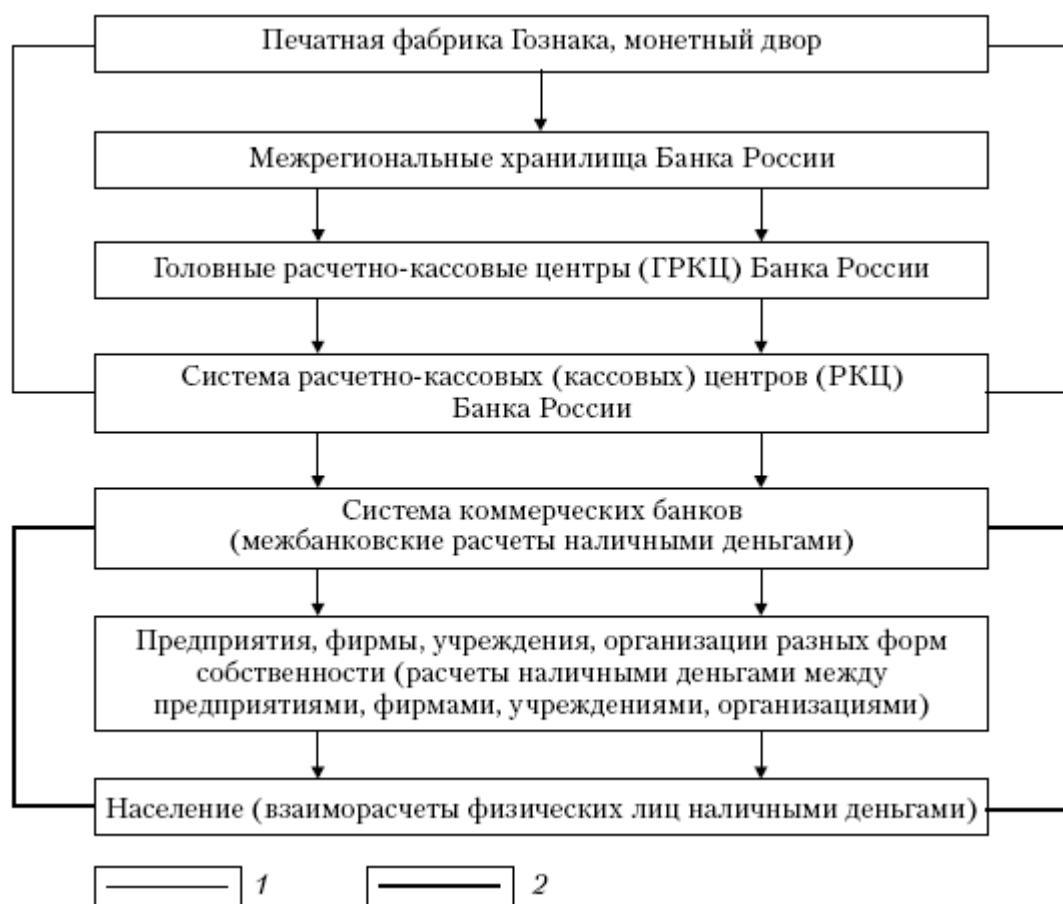 Печатная фабрика Гознака, монетный двор
Межрегиональные хранилища Банка России
Головные расчетно-кассовые центры (ГРКЦ) Банка России
Система расчетно-кассовых (кассовых) центров (РКЦ)
Банка России
Система коммерческих банков
(межбанковские расчеты наличными деньгами)
Предприятия, фирмы, учреждения, организации разных форм
собственности (расчеты наличными деньгами между
предприятиями, фирмами, учреждениями, организациями)
Население (взаиморасчеты физических лиц наличными деньгами)
1 2